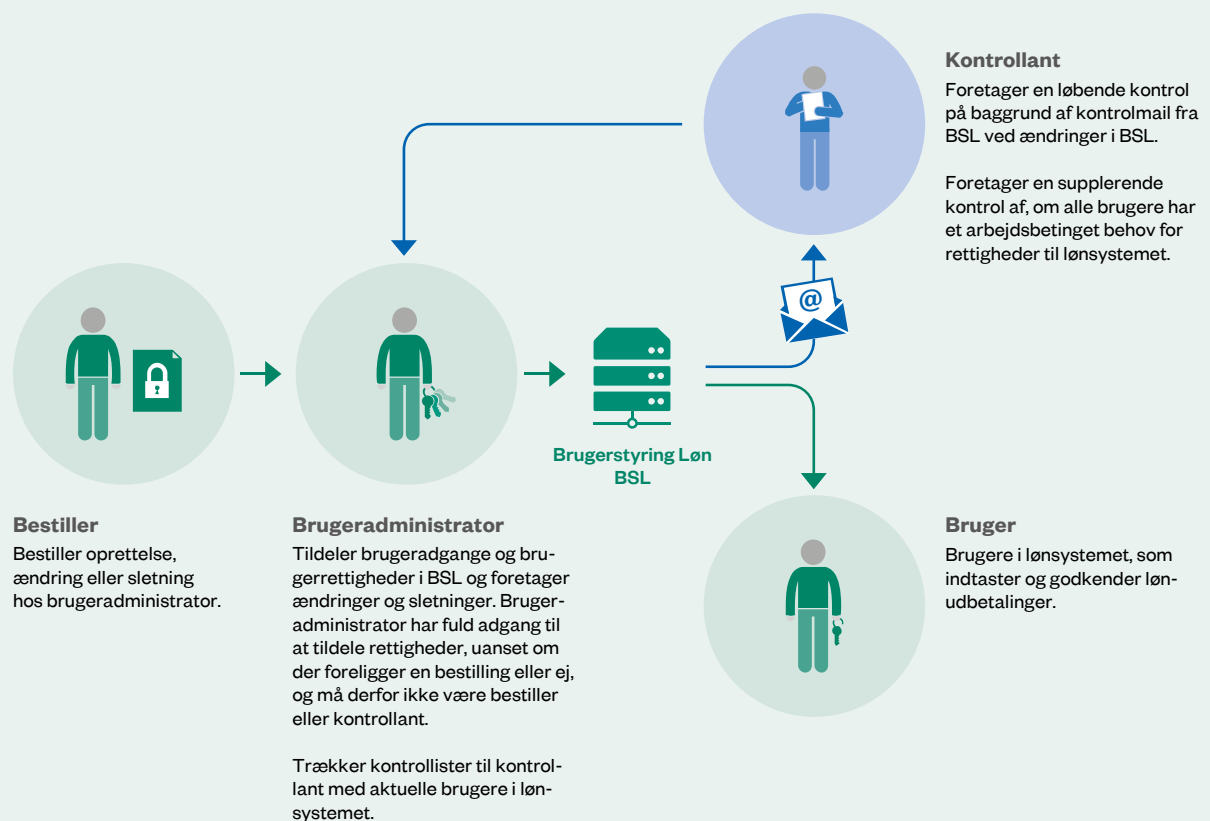 Kontrollant
Foretager en løbende kontrol
på baggrund af kontrolmail fra
BSL ved ændringer i BSL.
Foretager en supplerende
kontrol af, om alle brugere har
et arbejdsbetinget behov for
rettigheder til lønsystemet.
@
Brugerstyring Løn
BSL
Bestiller
Bestiller oprettelse,
ændring eller sletning
hos brugeradministrator.
Brugeradministrator
Tildeler brugeradgange og bru-
gerrettigheder i BSL og foretager
ændringer og sletninger. Bruger-
administrator har fuld adgang til
at tildele rettigheder, uanset om
der foreligger en bestilling eller ej,
og må derfor ikke være bestiller
eller kontrollant.
Trækker kontrollister til kontrol-
lant med aktuelle brugere i løn-
systemet.
Bruger
Brugere i lønsystemet, som
indtaster og godkender løn-
udbetalinger.